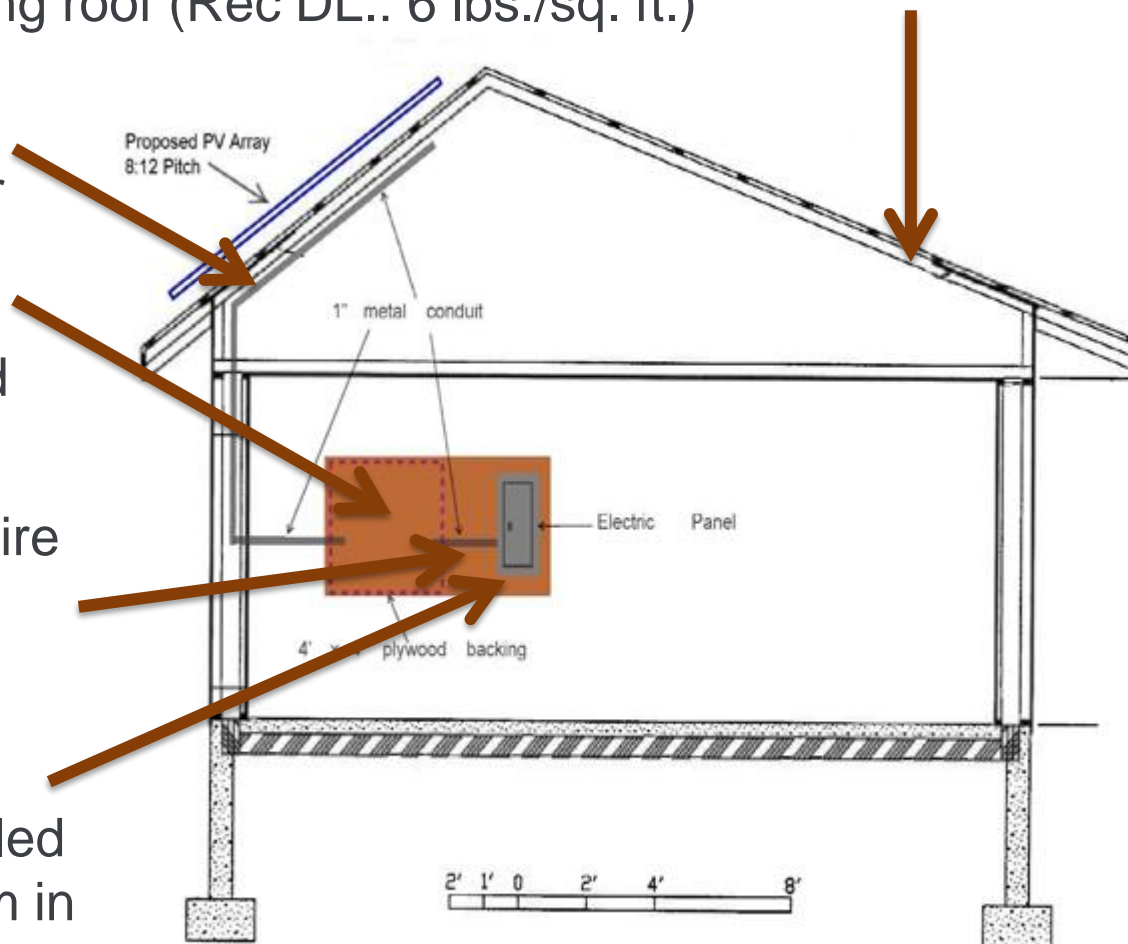 ng roof (Rec DL.: 6 lbs./sq. ft.)
Proposed PV Array
8:12 Pitch
1" metal conduit
Electric Panel
ire
4' plywood backing
led
n in
2' 1' 0 2' 4' 8'